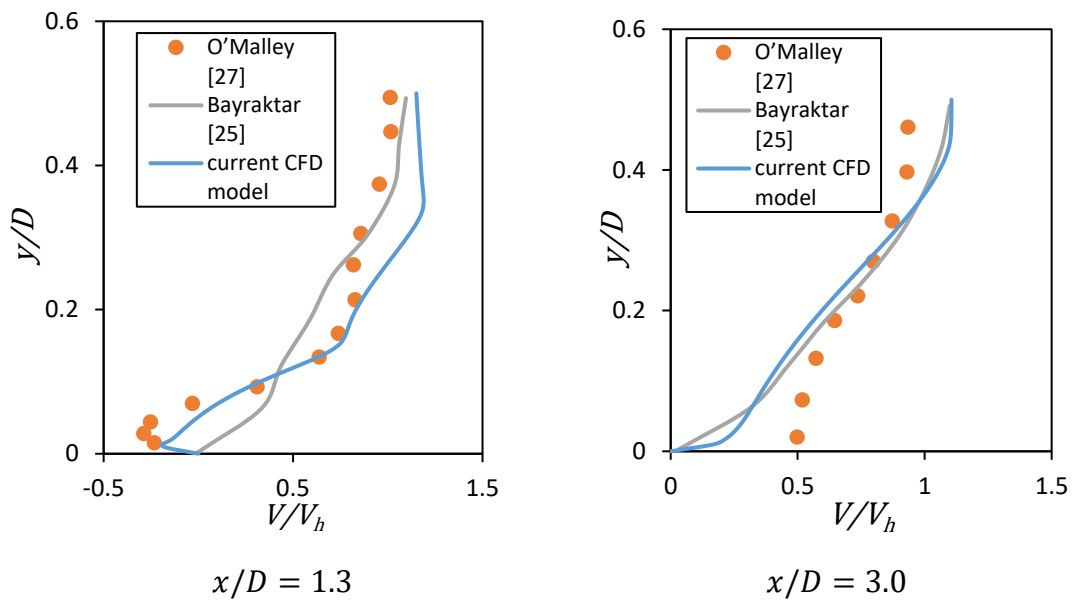 0.6
0.4
0.2
0
y/D
-0.5
0.5
1.5
V/Vh
O’Malley
[27]
Bayraktar
[25]
current CFD
model
x/D = 1.3
0.6
0.4
0.2
0
y/D
0
0.5
1
1.5
V/Vh
O’Malley
[27]
Bayraktar
[25]
current CFD
model
x/D = 3.0